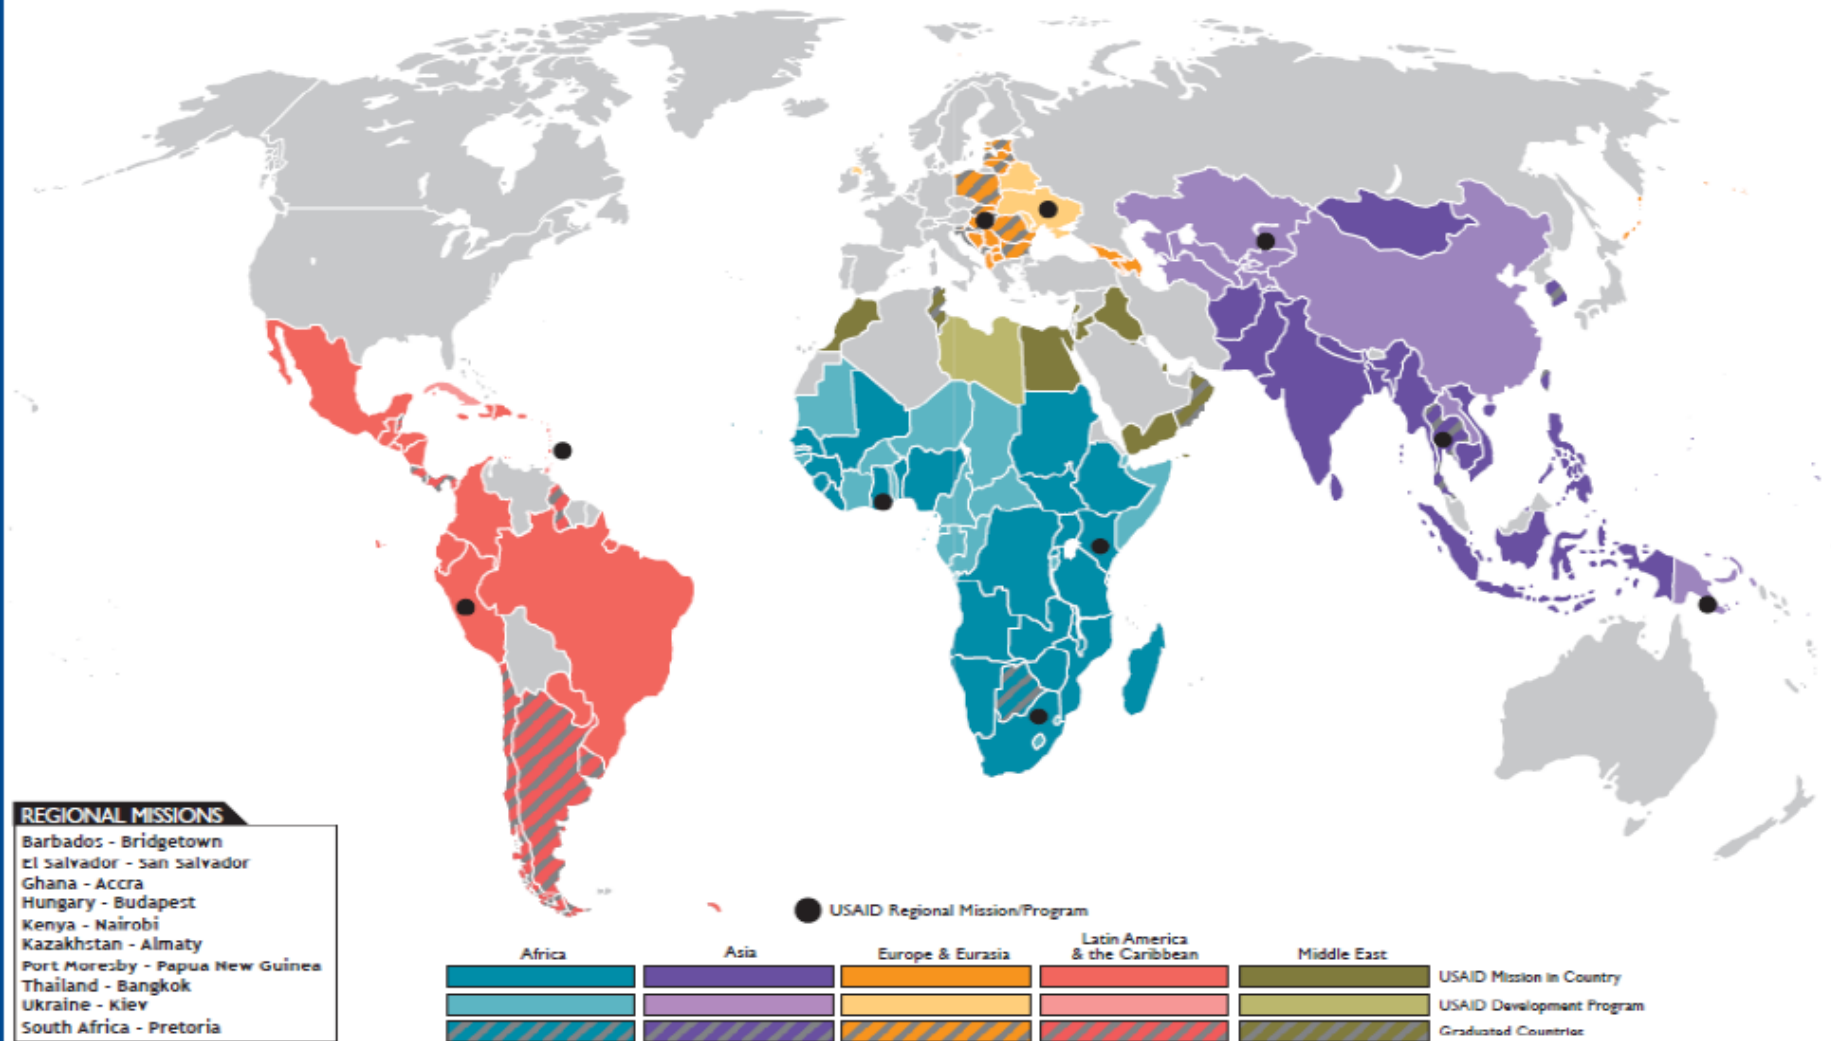 REGIONAL MISSIONS
Barbados - Bridgetown
El Salvador - San Salvador
Ghana - Accra
Hungary - Budapest
Kenya - Nairobi
Kazakhstan - Almaty
Port Moresby - Papua New Guinea
Thailand - Bangkok
Ukraine - Kiev
South Africa - Pretoria
USAID Regional Mission/Program
Africa
Asia
Europe & Eurasia
Latin America
& the Caribbean
Middle East
USAID Mission in Country
USAID Development Program
Graduated Countries